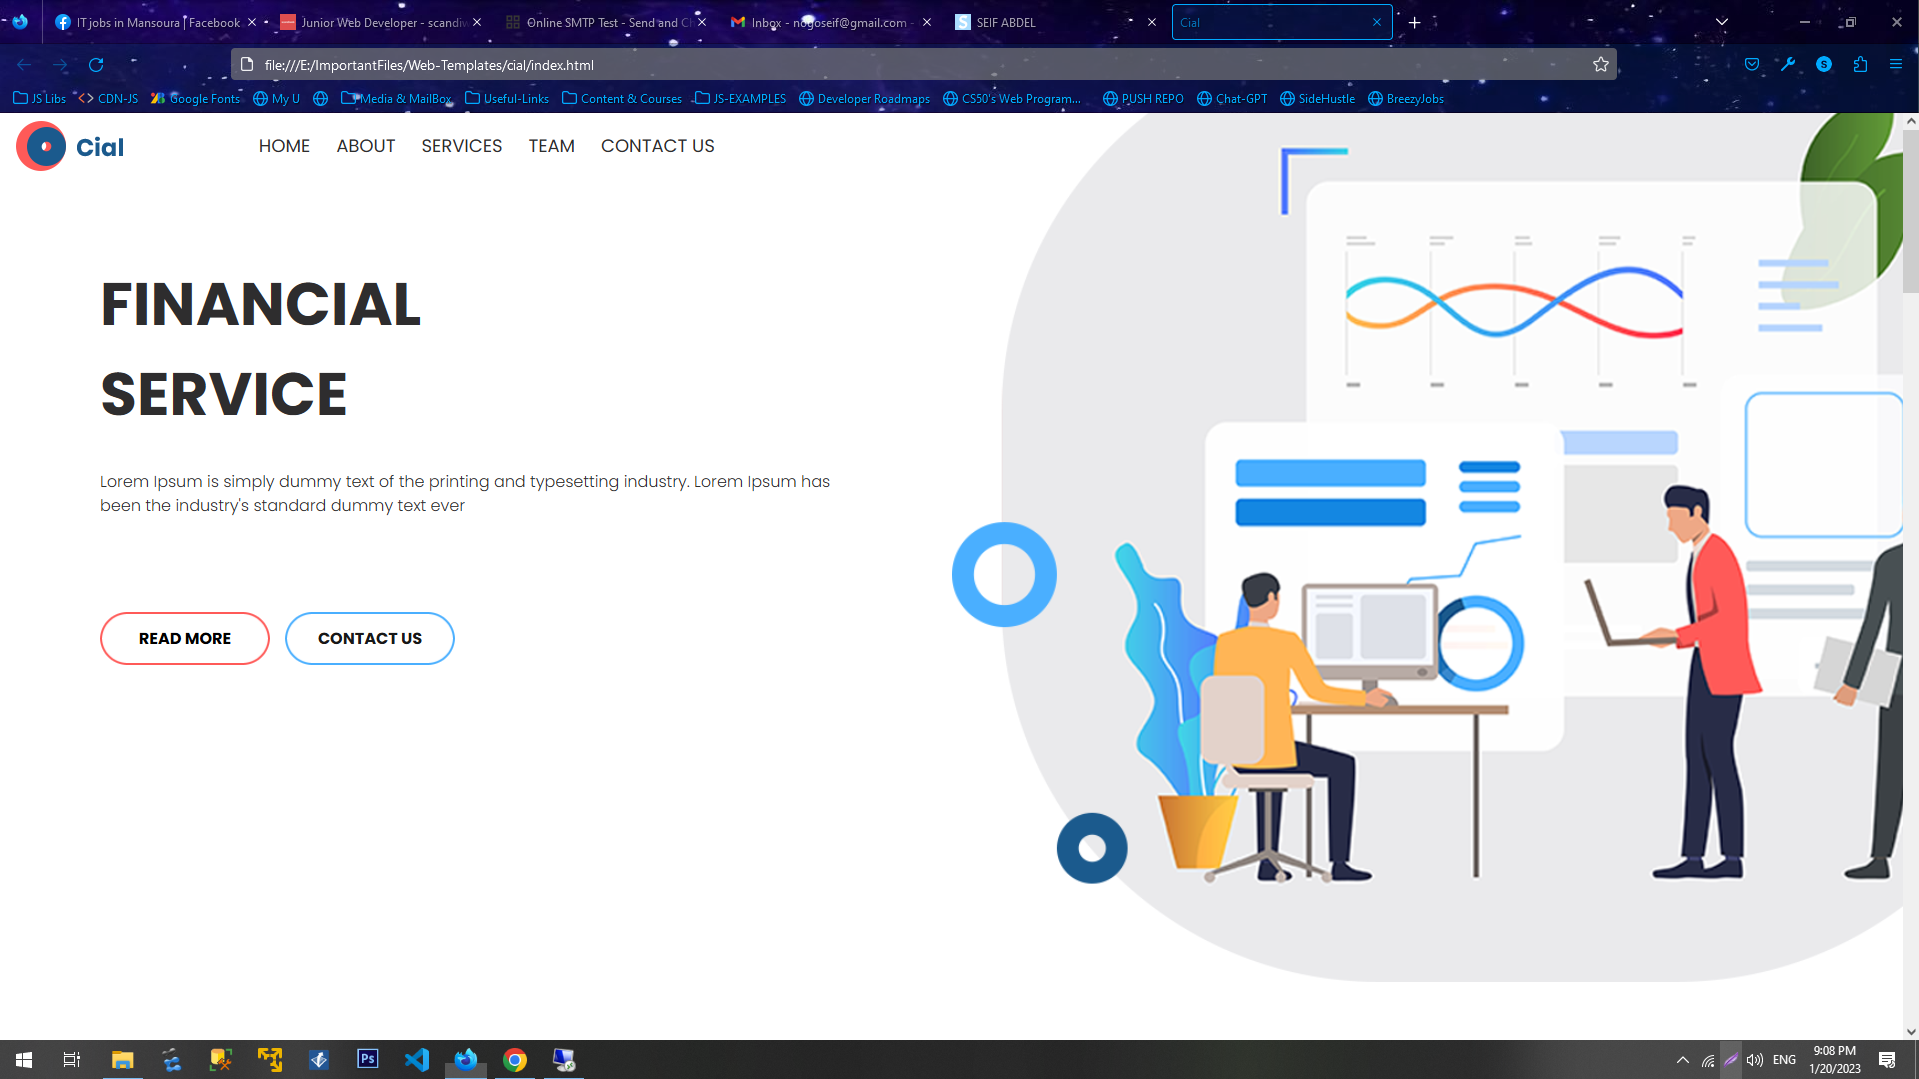 IT jobs in Mansoura | Facebook
Junior Web Developer - scandiw
Online SMTP Test - Send and Ch
Inbox - nogoseif@gmail.com -
SEIF ABDEL
Cial
file:///E:/ImportantFiles/Web-Templates/cial/index.html
JS Libs
CDN-JS
Google Fonts
My U
Media & MailBox
Useful-Links
Content & Courses
JS-EXAMPLES
Developer Roadmaps
CS50's Web Program...
PUSH REPO
Chat-GPT
SideHustle
BreezyJobs
Cial
HOME ABOUT SERVICES TEAM CONTACT US
FINANCIAL
SERVICE
Lorem Ipsum is simply dummy text of the printing and typesetting industry. Lorem Ipsum has
been the industry's standard dummy text ever
READ MORE
CONTACT US
Ps
ENG
9:08 PM
1/20/2023